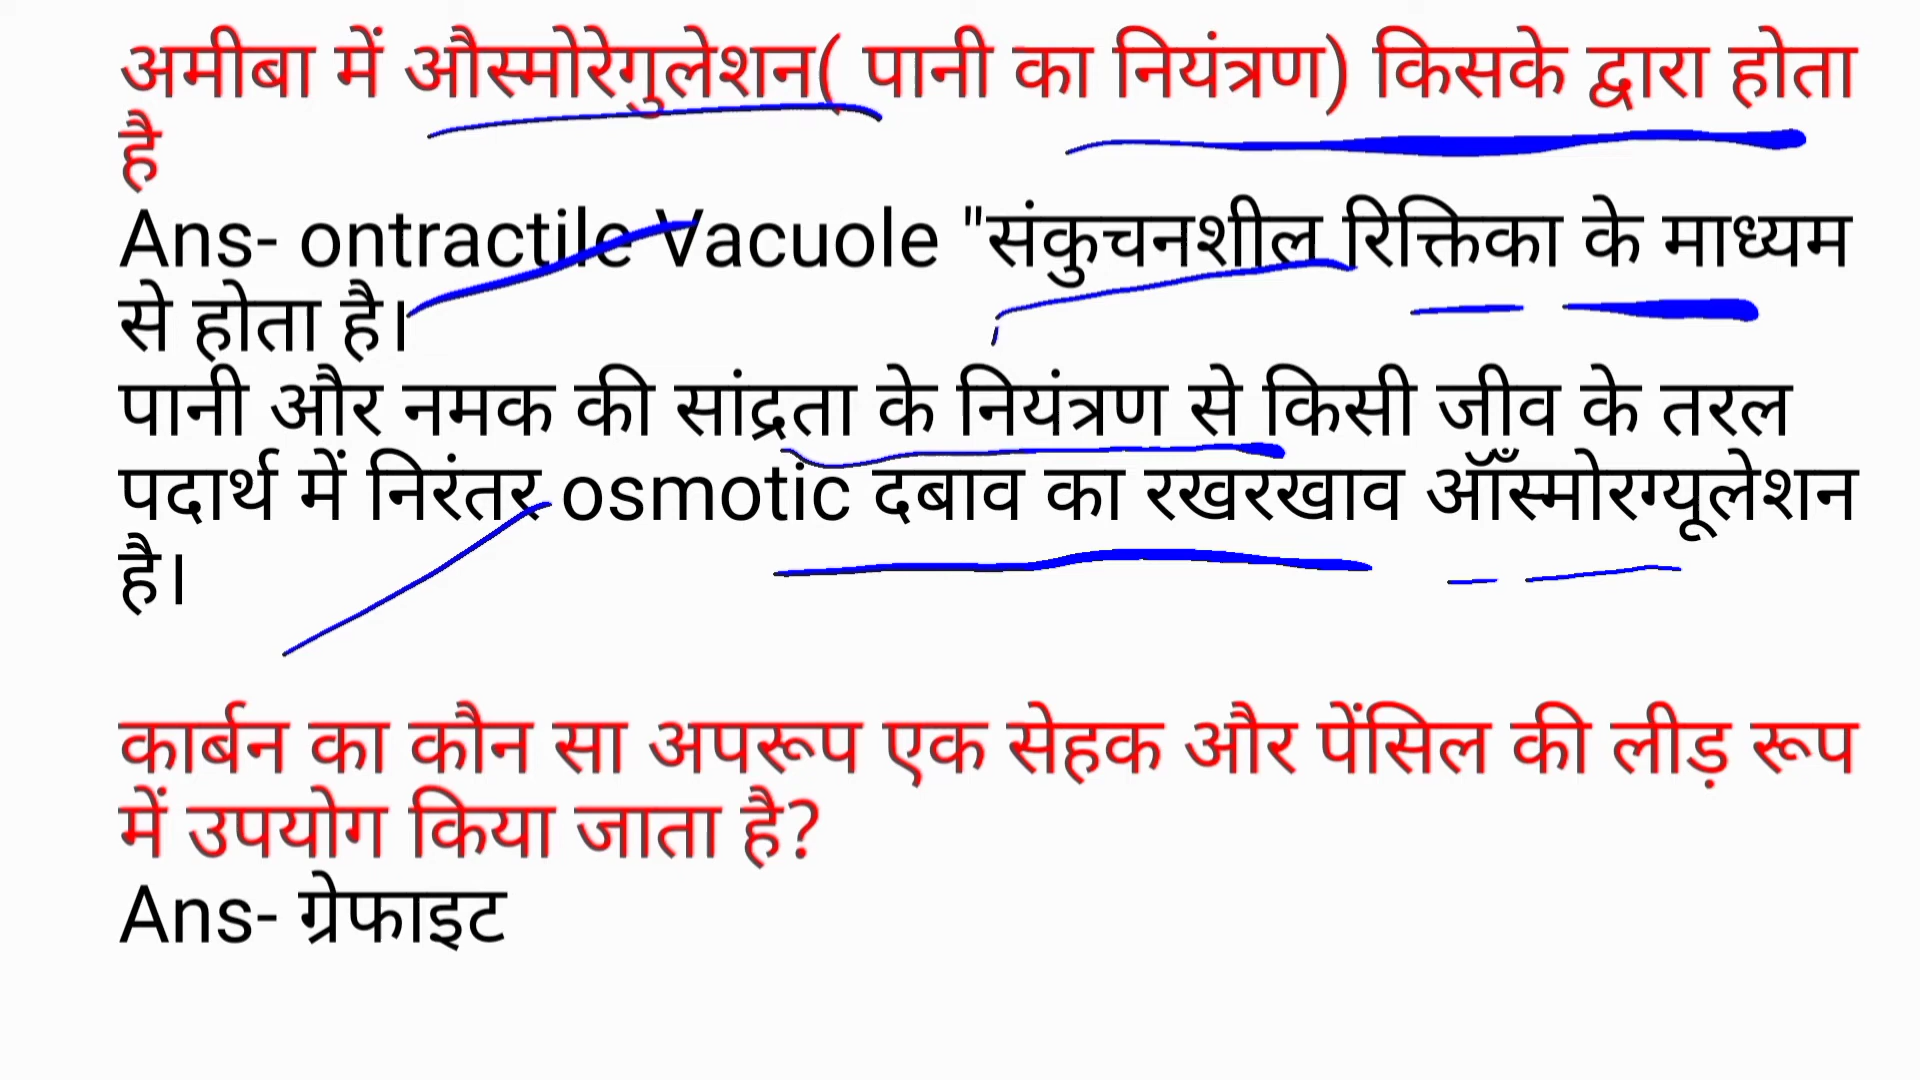 अमीबा में औस्मोरेगुलेशन( पानी का नियंत्रण) किसके द्वारा होता
है
Ans- ontractile Vacuole "संकुचनशील रिक्तिका के माध्यम
से होता है।
पानी और नमक की सांद्रता के नियंत्रण से किसी जीव के तरल
पदार्थ में निरंतर osmotic दबाव का रखरखाव ऑँस्मोरग्यूलेशन
है।
कार्बन का कौन सा अपरूप एक सेहक और पेंसिल की लीड़ रूप
में उपयोग किया जाता है?
Ans- ग्रेफाइट